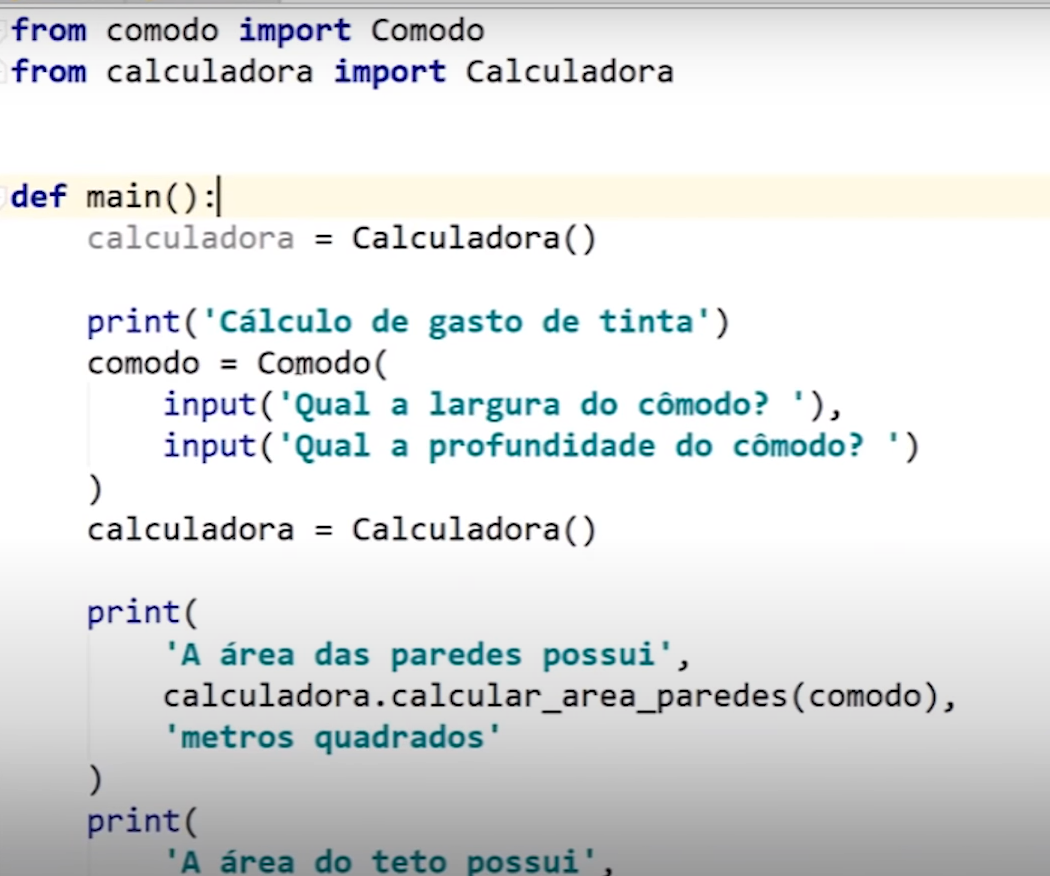 from comodo import Comodo
from calculadora import Calculadora
def main():
    calculadora = Calculadora()
    print('Cálculo de gasto de tinta')
    comodo = Comodo(
        input('Qual a largura do cômodo? '),
        input('Qual a profundidade do cômodo? ')
    )
    calculadora = Calculadora()
    print(
        'A área das paredes possui',
        calculadora.calcular_area_paredes(comodo),
        'metros quadrados'
    )
    print(
        'A área do teto possui',